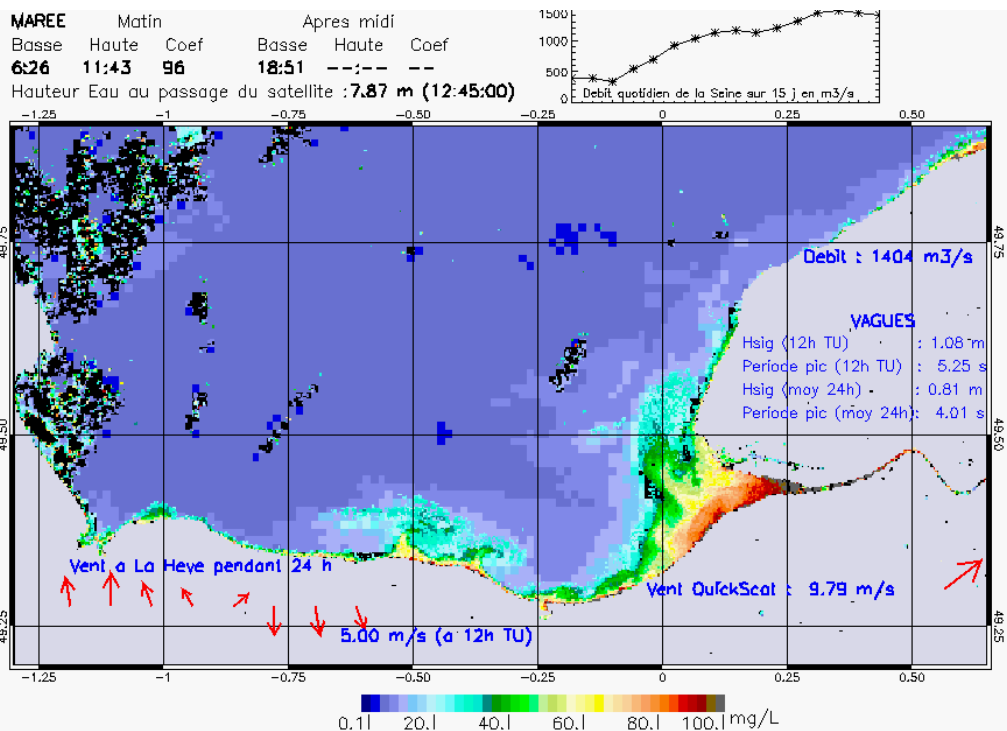 MAREE Matin Apres midi
Basse Haute Coef Basse Haute Coef
6:26 11:43 96 18:51 --:-- --
Hauteur Eau au passage du satellite : 7.87 m (12:45:00)
1500
1000
500
0
Debit quotidien de la Seine sur 15 j en m3/s
-1.25 -1 -0.75 -0.50 -0.25 0 0.25 0.50
49.75 49.75
Debit : 1404 m3/s
VAGUES
Hsig (12h TU) : 1.08 m
Periode pic (12h TU) : 5.25 s
Hsig (moy 24h) : 0.81 m
Periode pic (moy 24h): 4.01 s
49.50 49.50
Vent a La Heve pendant 24 h
Vent QuickScat : 9.79 m/s
49.25 49.25
5.00 m/s (a 12h TU)
-1.25 -1 -0.75 -0.50 -0.25 0 0.25 0.50
0.1| 20.| 40.| 60.| 80.| 100.| mg/L